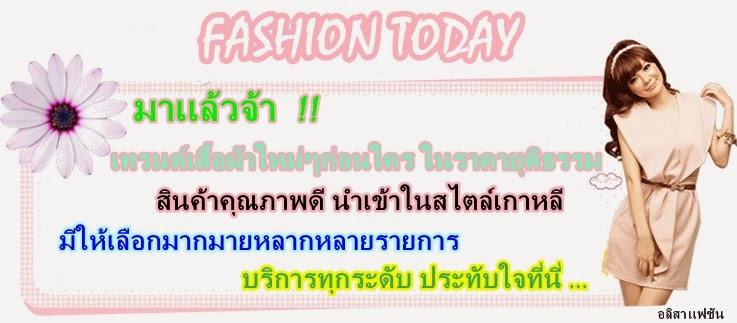 FASHION TODAY
มาแล้วจ้า !!
เทรนด์เสื้อผ้าใหม่ๆก่อนใคร ในราคายุติธรรม
สินค้าคุณภาพดี นำเข้าในสไตล์เกาหลี
มีให้เลือกมากมายหลากหลายรายการ
บริการทุกระดับ ประทับใจที่นี่ ...
อลิสาแฟชั่น